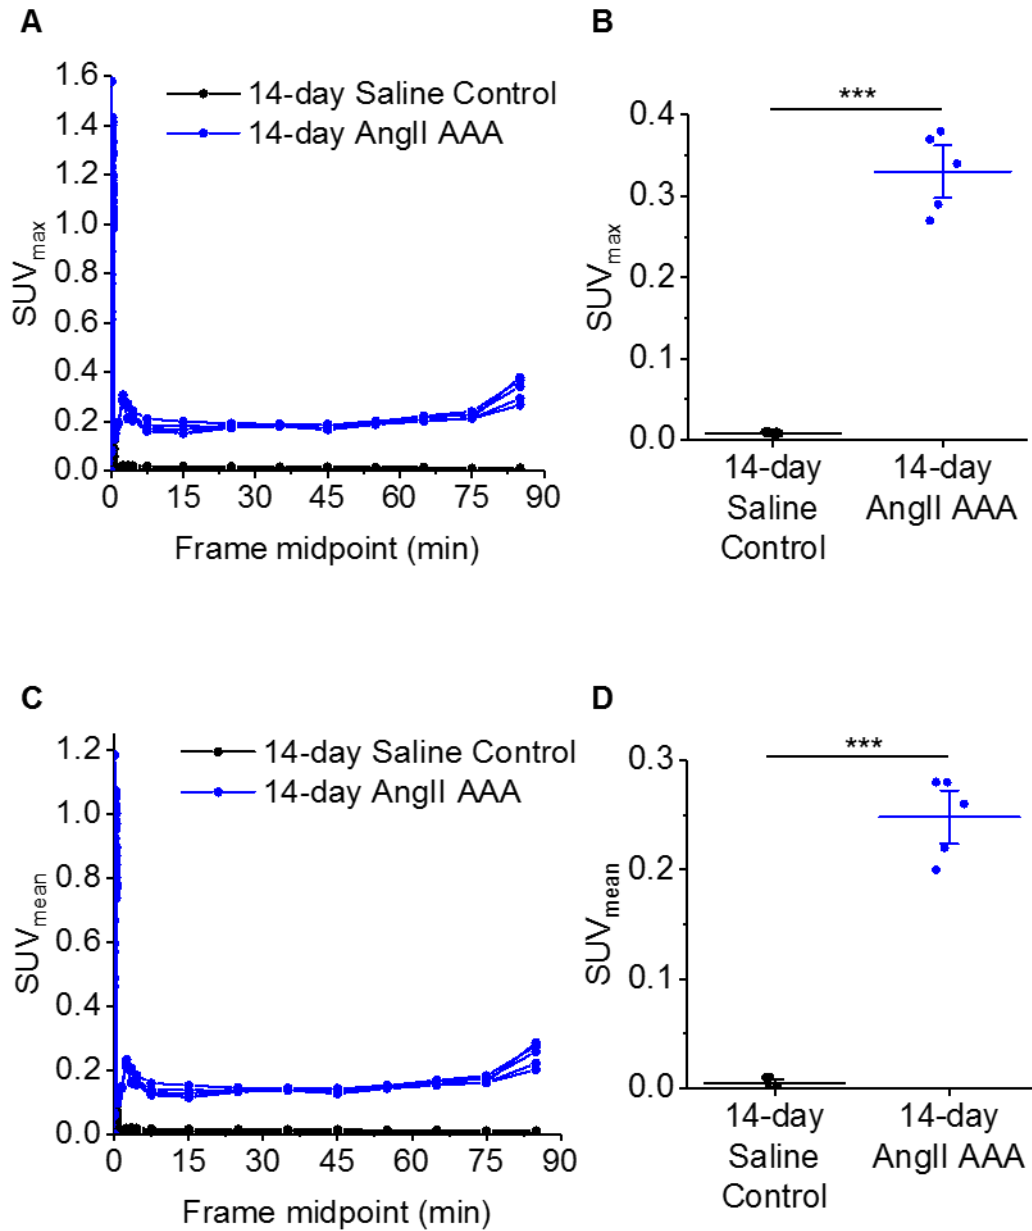 A
1.6
1.4
1.2
1.0
0.8
0.6
0.4
0.2
0.0
SUVmax
14-day Saline Control
14-day AngII AAA
0 15 30 45 60 75 90
Frame midpoint (min)
B
***
0.4
0.3
0.2
0.1
0.0
SUVmax
14-day
Saline
Control
14-day
AngII AAA
C
1.2
1.0
0.8
0.6
0.4
0.2
0.0
SUVmean
14-day Saline Control
14-day AngII AAA
0 15 30 45 60 75 90
Frame midpoint (min)
D
***
0.3
0.2
0.1
0.0
SUVmean
14-day
Saline
Control
14-day
AngII AAA